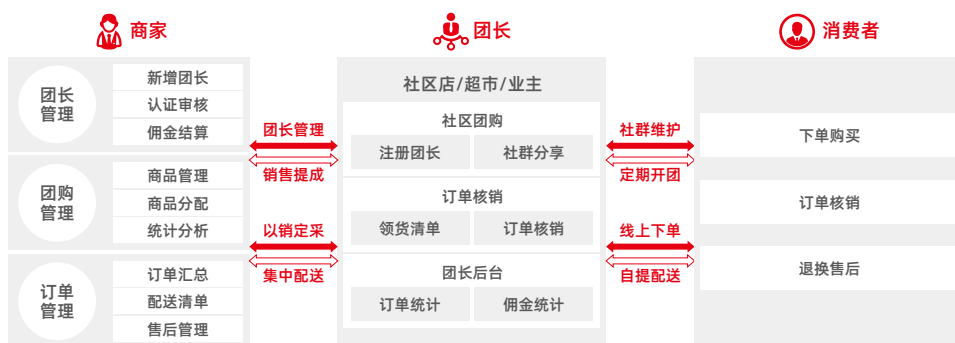 商家
团长
消费者
团长
管理
新增团长
认证审核
佣金结算
团购
管理
商品管理
商品分配
统计分析
订单
管理
订单汇总
配送清单
售后管理
团长管理
销售提成
以销定采
集中配送
社区店/超市/业主
社区团购
注册团长
社群分享
订单核销
领货清单
订单核销
团长后台
订单统计
佣金统计
社群维护
定期开团
线上下单
自提配送
下单购买
订单核销
退换售后